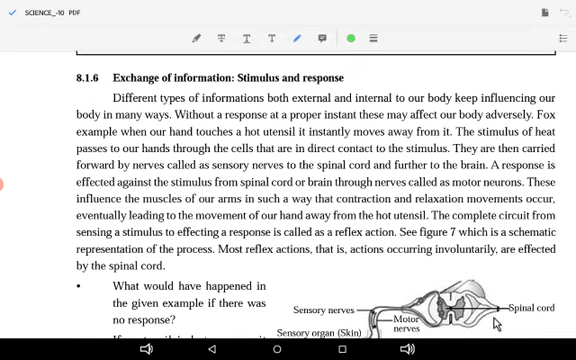 SCIENCE_-10 PDF
8.1.6 Exchange of information: Stimulus and response
Different types of informations both external and internal to our body keep influencing our
body in many ways. Without a response at a proper instant these may affect our body adversely. Fox
example when our hand touches a hot utensil it instantly moves away from it. The stimulus of heat
passes to our hands through the cells that are in direct contact to the stimulus. They are then carried
forward by nerves called as sensory nerves to the spinal cord and further to the brain. A response is
effected against the stimulus from spinal cord or brain through nerves called as motor neurons. These
influence the muscles of our arms in such a way that contraction and relaxation movements occur,
eventually leading to the movement of our hand away from the hot utensil. The complete circuit from
sensing a stimulus to effecting a response is called as a reflex action. See figure 7 which is a schematic
representation of the process. Most reflex actions, that is, actions occurring involuntarily, are effected
by the spinal cord.
• What would have happened in
the given example if there was
no response?
Sensory nerves
Spinal cord
Motor
nerves
Sensory organ (Skin)